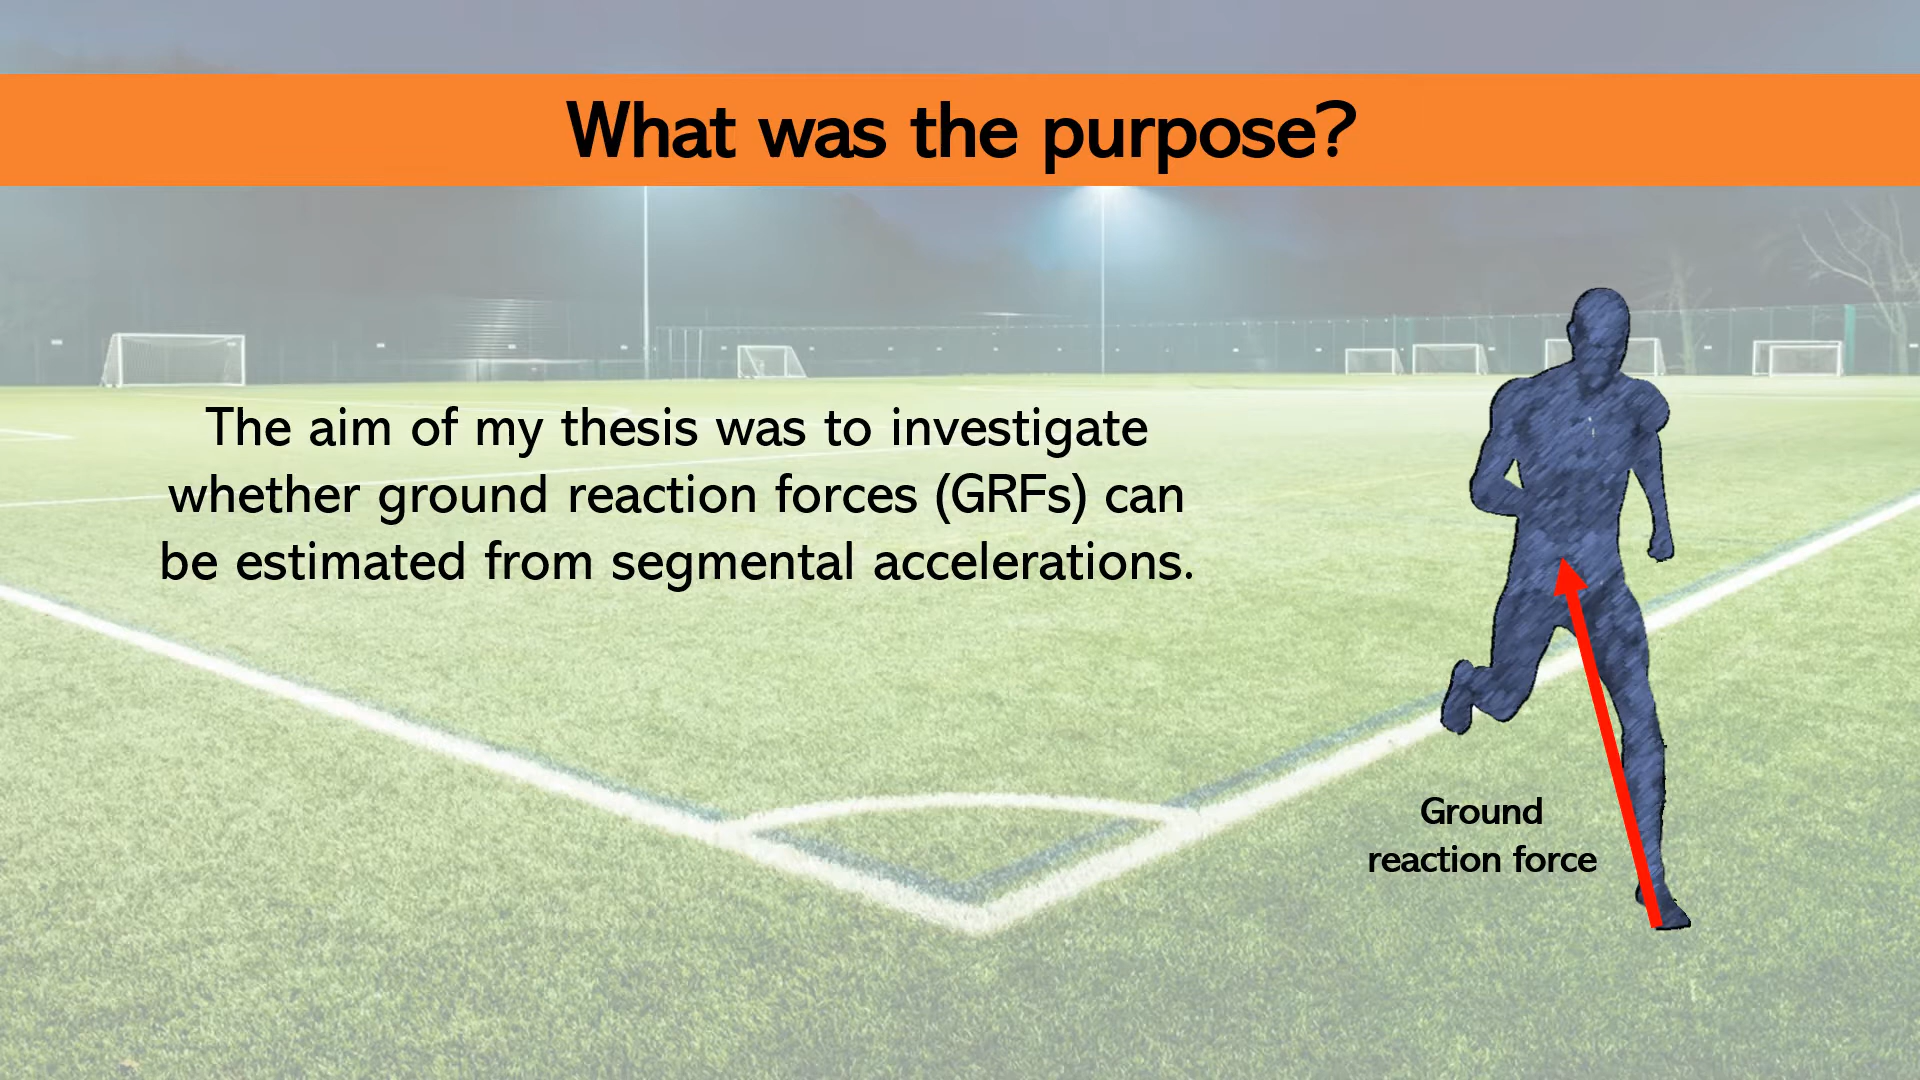 What was the purpose?
The aim of my thesis was to investigate
whether ground reaction forces (GRFs) can
be estimated from segmental accelerations.
Ground
reaction force